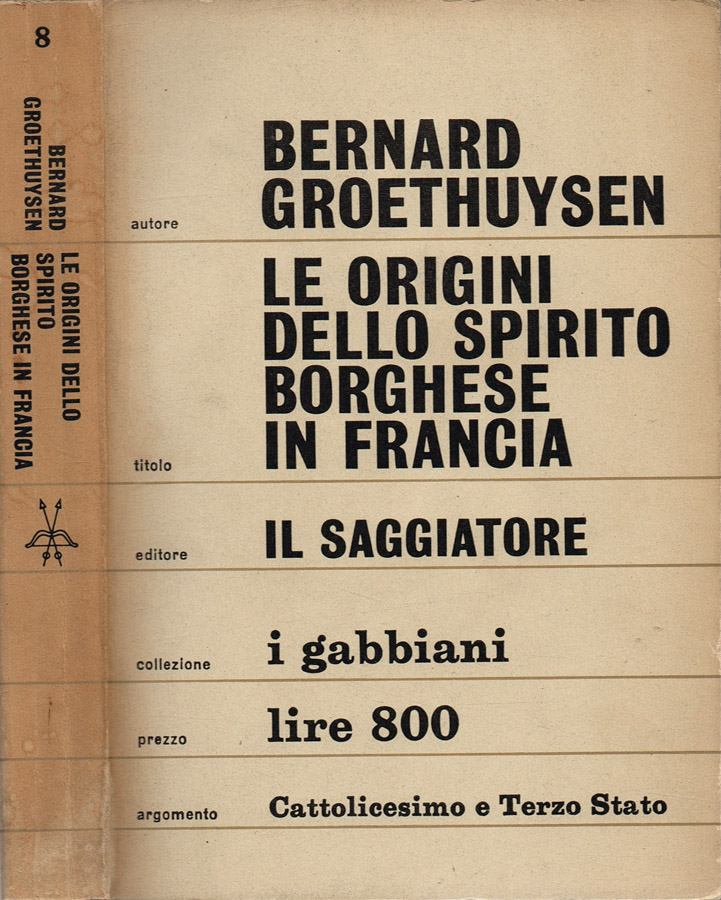 8
BERNARD
GROETHUYSEN
LE ORIGINI DELLO
SPIRITO
BORGHESE IN FRANCIA
BERNARD
autore GROETHUYSEN
LE ORIGINI
DELLO SPIRITO
BORGHESE
titolo IN FRANCIA
editore IL SAGGIATORE
collezione i gabbiani
prezzo lire 800
argomento Cattolicesimo e Terzo Stato